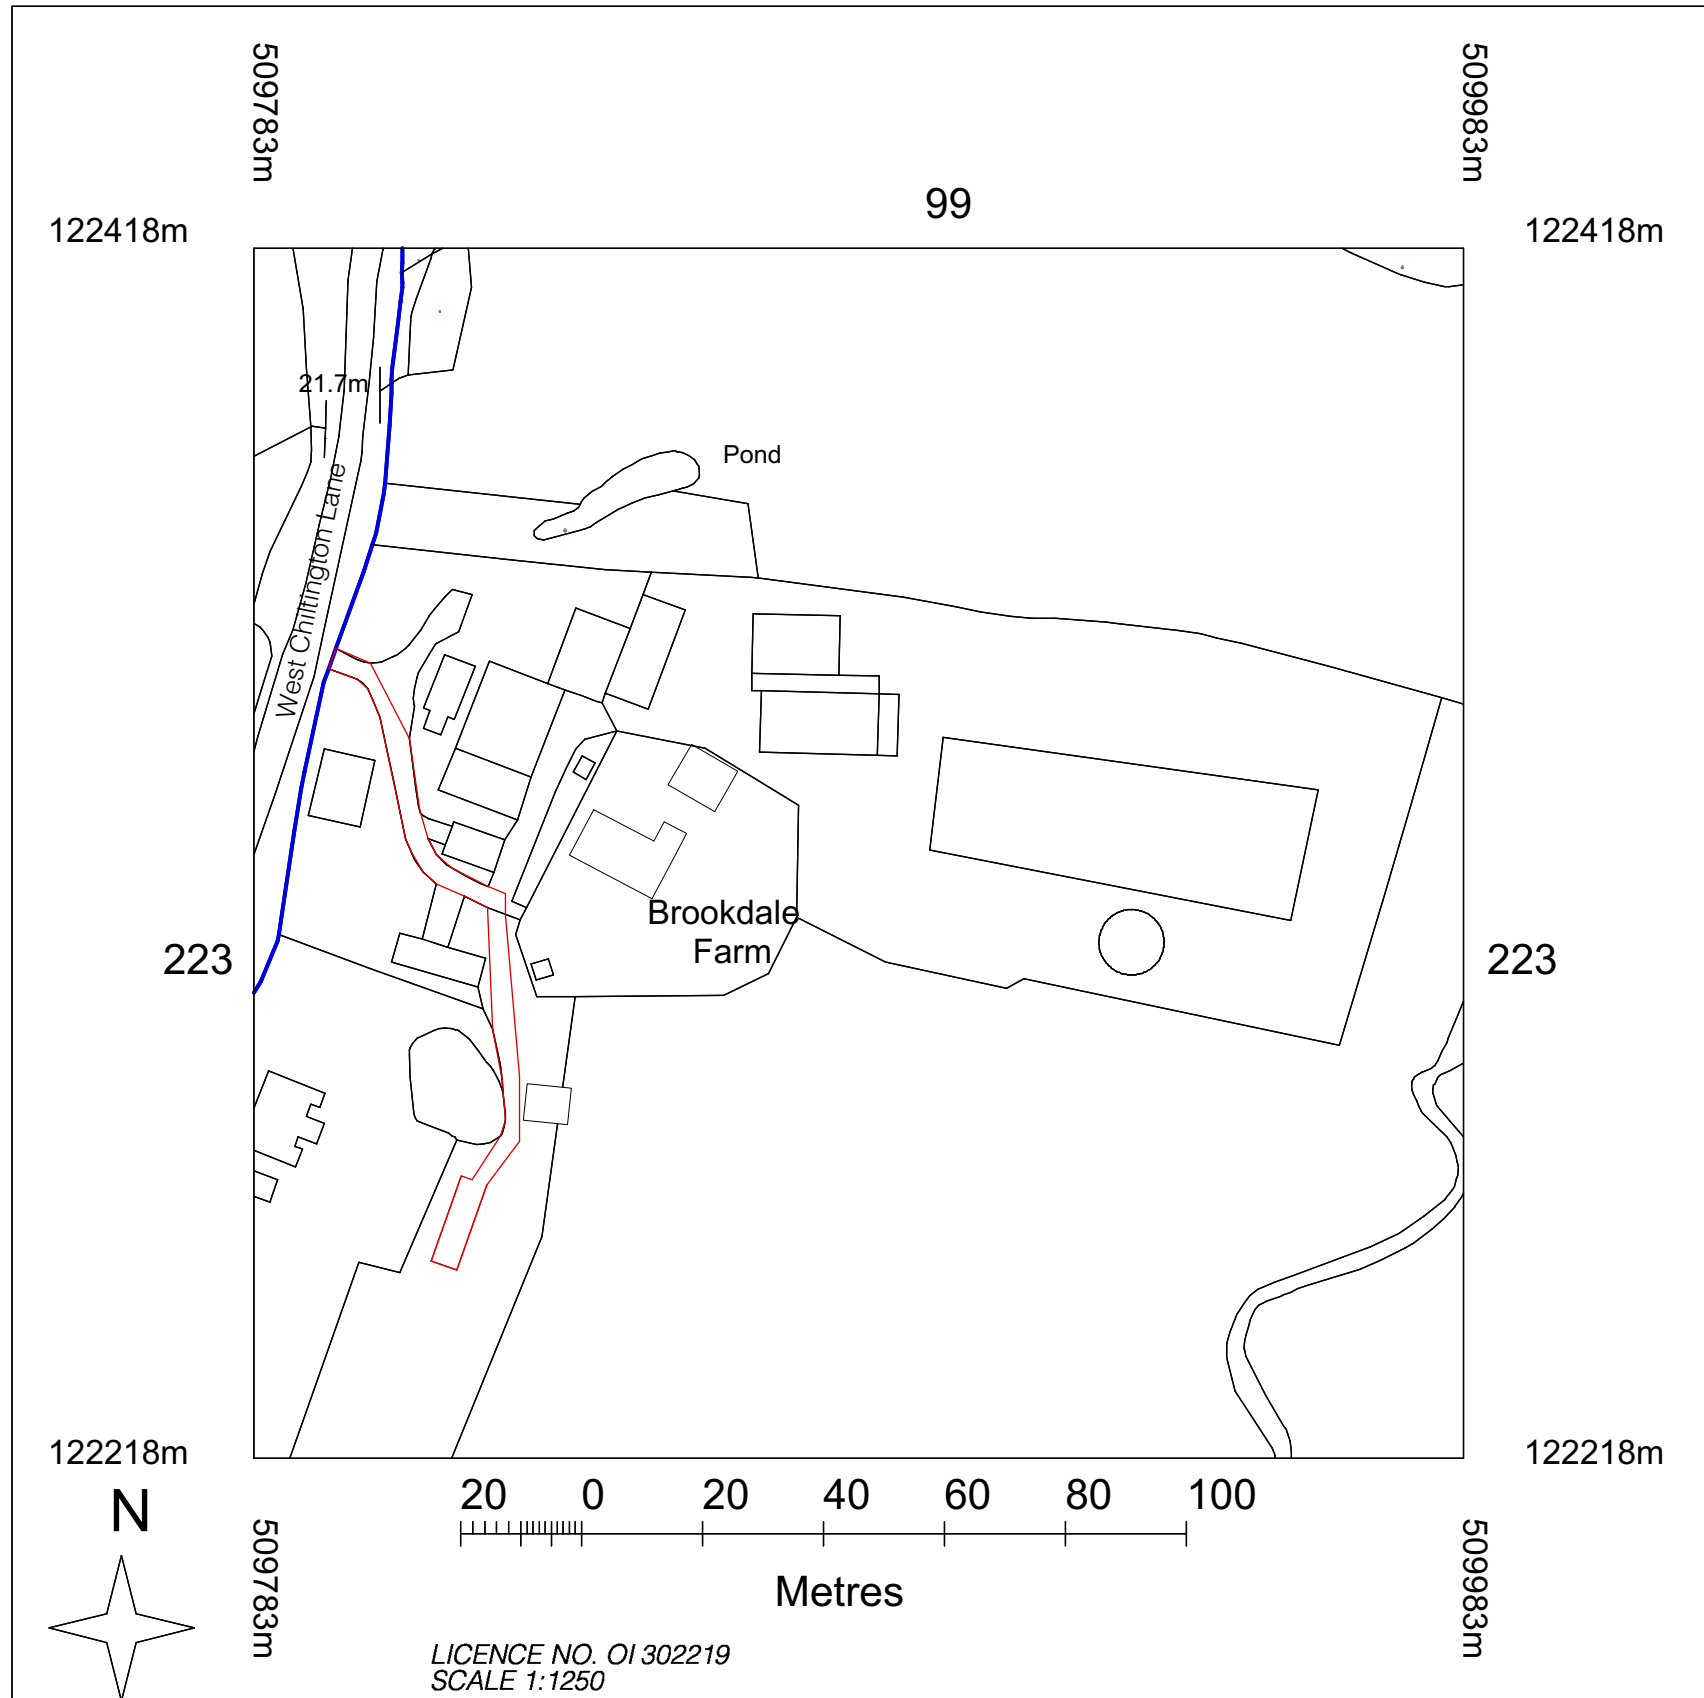 509783m
509983m
99
122418m
122418m
21.7m
Pond
West Chiltington Lane
Brookdale
Farm
223
223
122218m
122218m
20 0 20 40 60 80 100
N
Metres
509783m
509983m
LICENCE NO. OI 302219
SCALE 1:1250